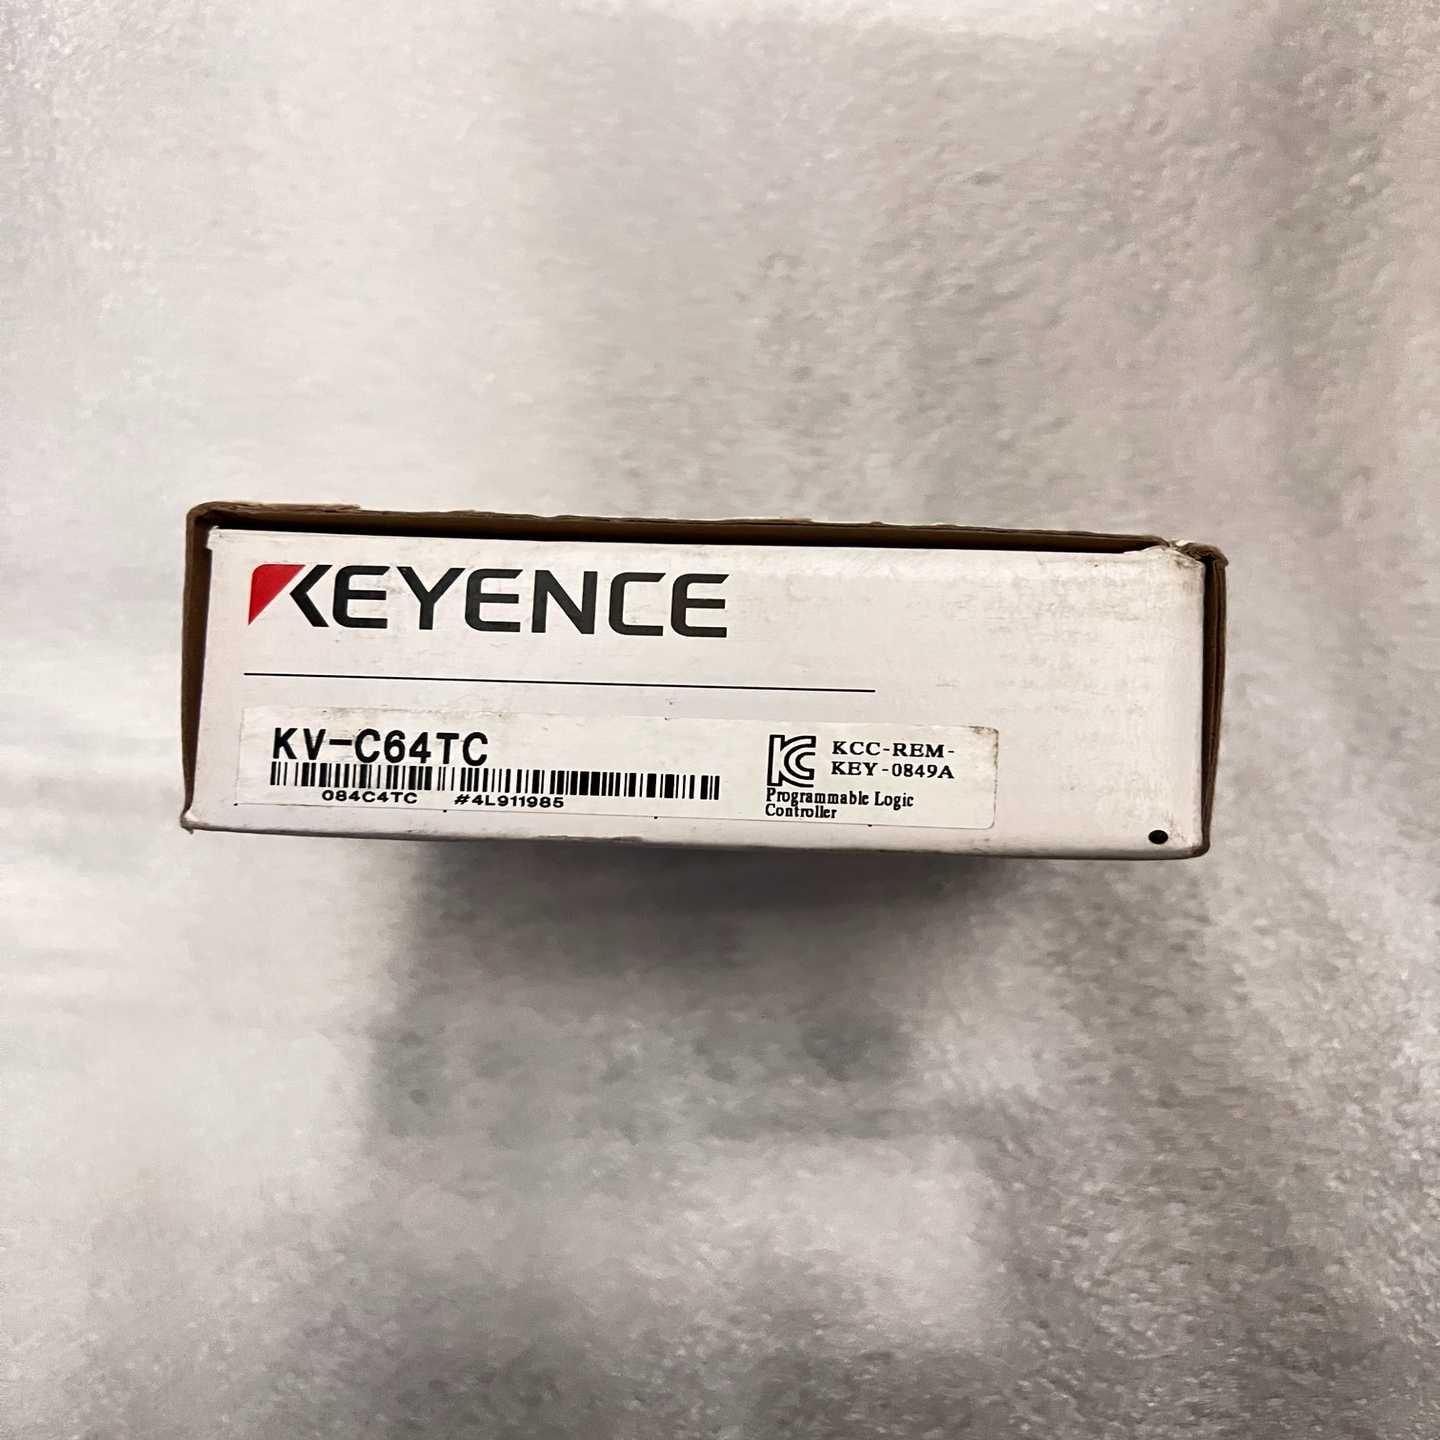 KEYENCE
KV-C64TC
084C4TC #4L911985
KCC-REM-
KEY-0849A
Programmable Logic
Controller